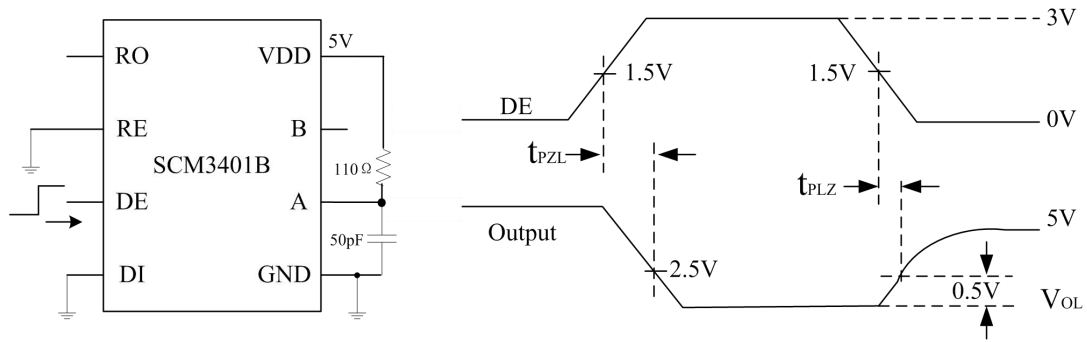 RO
VDD
5V
RE
B
SCM3401B
110Ω
DE
A
50pF
DI
GND
3V
1.5V
1.5V
DE
0V
tPZL
tPLZ
5V
Output
2.5V
0.5V
VOL